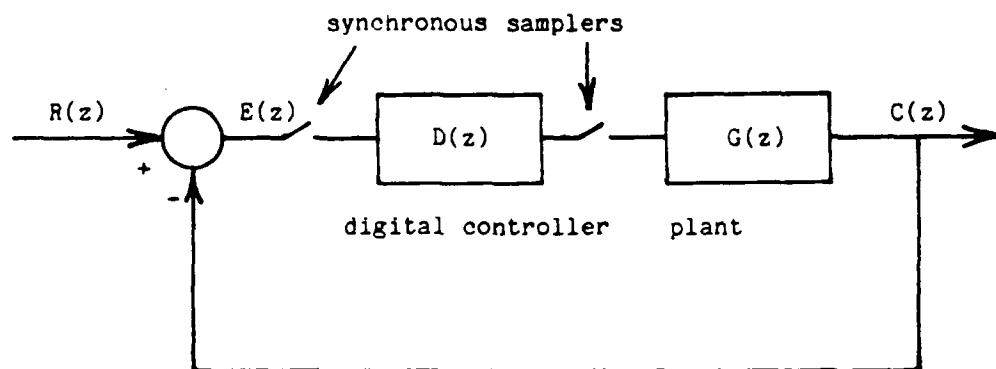 synchronous samplers
R(z)
E(z)
D(z)
G(z)
C(z)
+
-
digital controller
plant